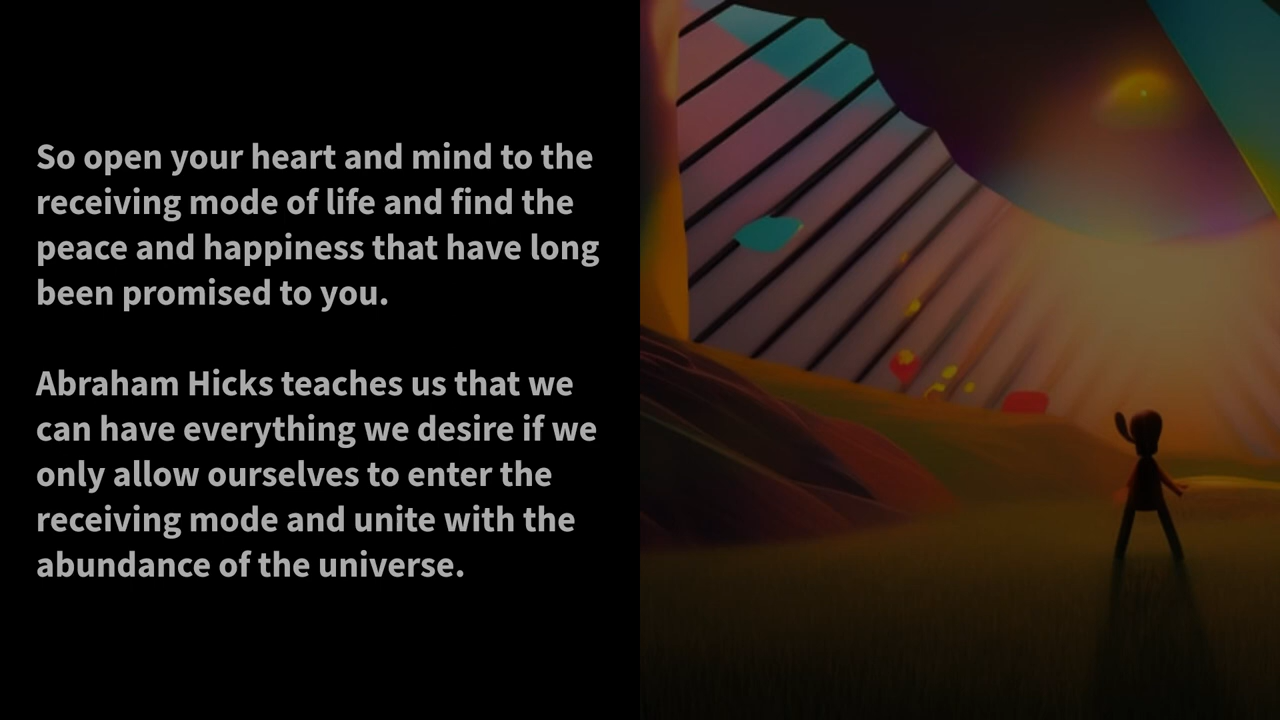 So open your heart and mind to the
receiving mode of life and find the
peace and happiness that have long
been promised to you.
Abraham Hicks teaches us that we
can have everything we desire if we
only allow ourselves to enter the
receiving mode and unite with the
abundance of the universe.